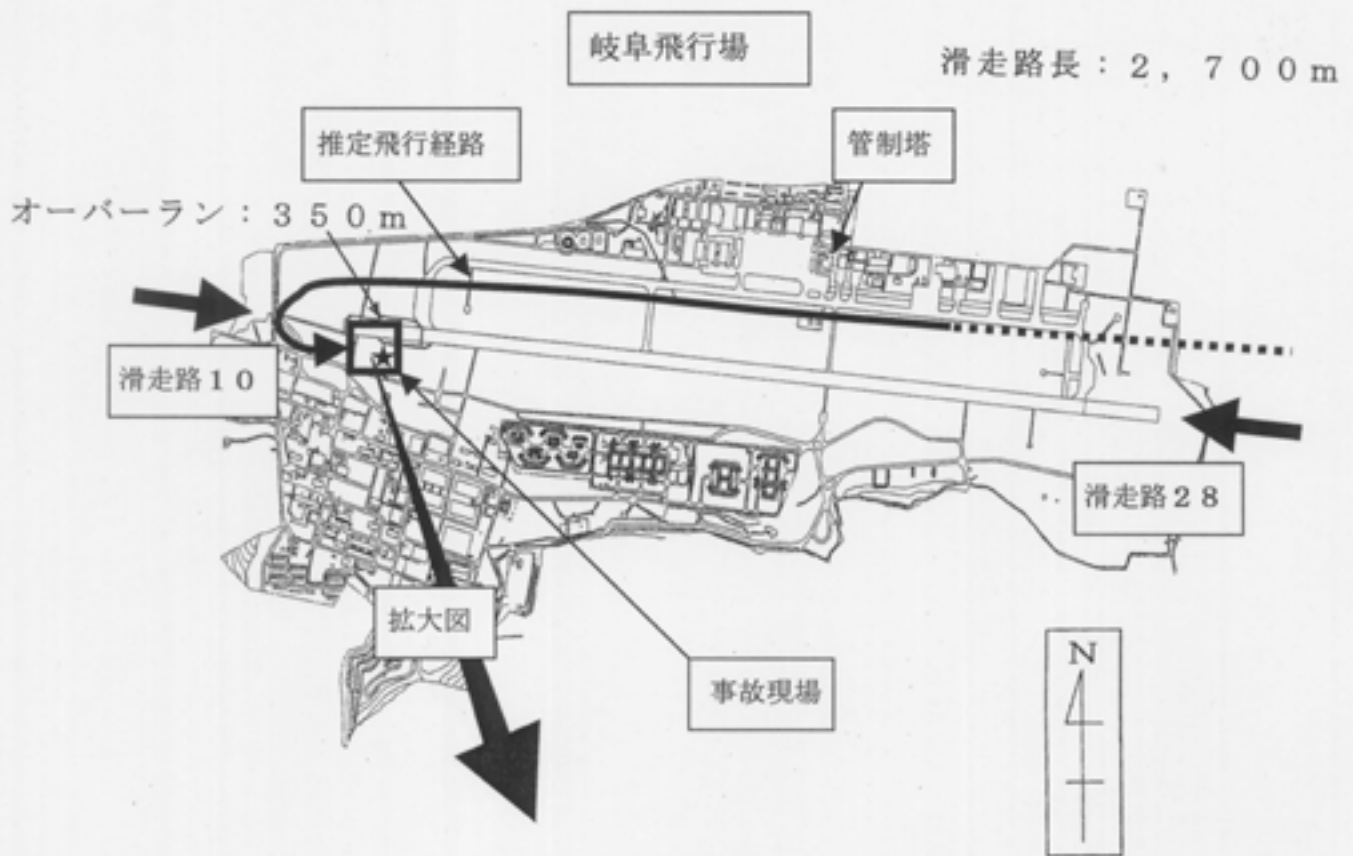 岐阜飛行場
滑走路長：２，７００ｍ
推定飛行経路
管制塔
オーバーラン：３５０ｍ
滑走路１０
滑走路２８
拡大図
事故現場
N